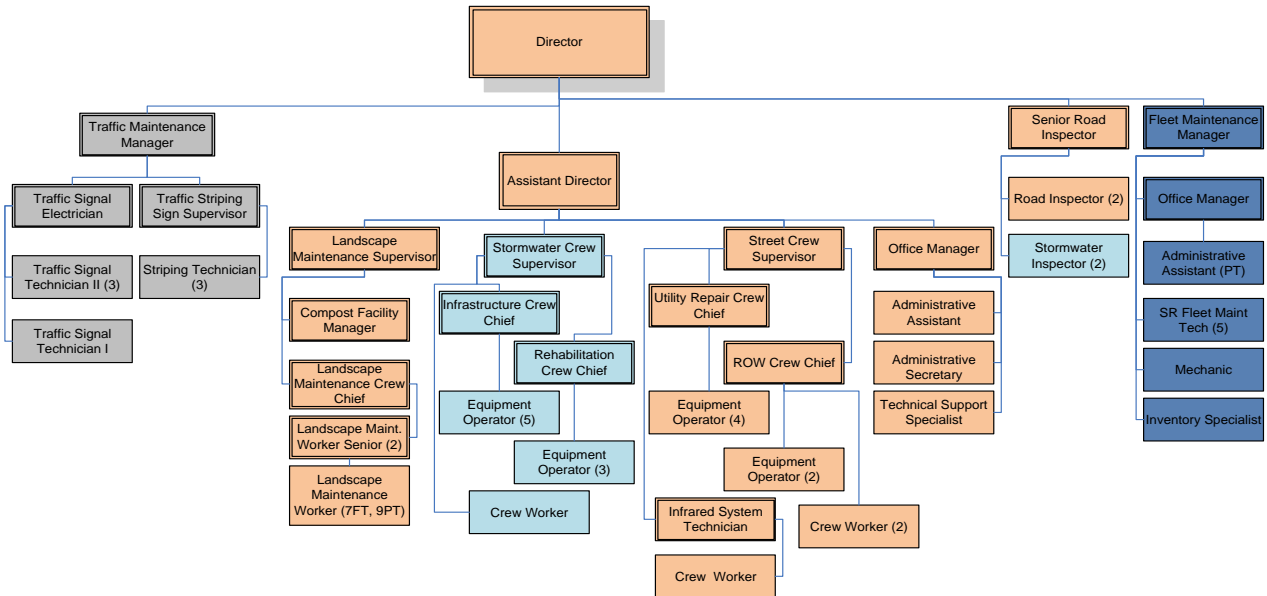 Director
Traffic Maintenance
Manager
Senior Road
Inspector
Fleet Maintenance
Manager
Assistant Director
Traffic Signal
Electrician
Traffic Striping
Sign Supervisor
Road Inspector (2)
Office Manager
Landscape
Maintenance Supervisor
Stormwater Crew
Supervisor
Street Crew
Supervisor
Office Manager
Stormwater
Inspector (2)
Administrative
Assistant (PT)
Traffic Signal
Technician II (3)
Striping Technician
(3)
Compost Facility
Manager
Infrastructure Crew
Chief
Utility Repair Crew
Chief
Administrative
Assistant
SR Fleet Maint
Tech (5)
Traffic Signal
Technician I
Rehabilitation
Crew Chief
ROW Crew Chief
Administrative
Secretary
Mechanic
Landscape
Maintenance Crew
Chief
Equipment
Operator (5)
Equipment
Operator (4)
Technical Support
Specialist
Inventory Specialist
Landscape Maint.
Worker Senior (2)
Equipment
Operator (3)
Equipment
Operator (2)
Landscape
Maintenance
Worker (7FT, 9PT)
Crew Worker
Infrared System
Technician
Crew Worker (2)
Crew  Worker